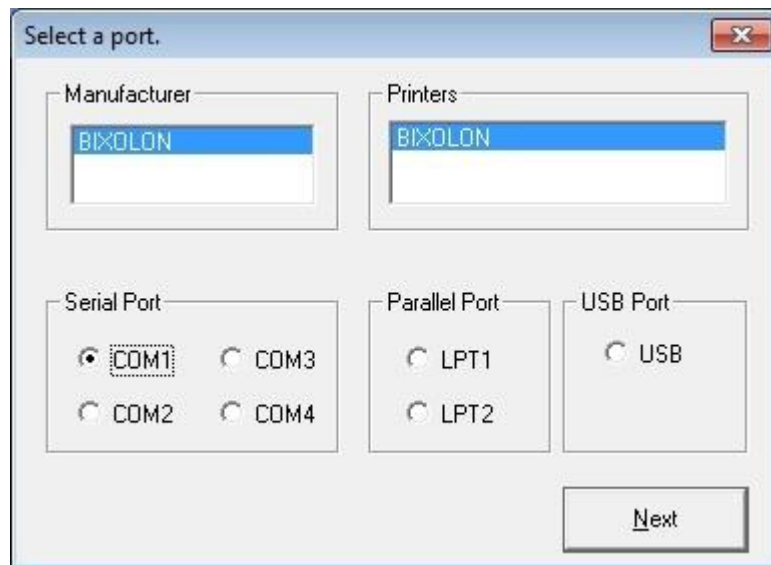 Select a port.
Manufacturer
BIXOLON
Printers
BIXOLON
Serial Port
COM1
COM3
COM2
COM4
Parallel Port
LPT1
LPT2
USB Port
USB
Next